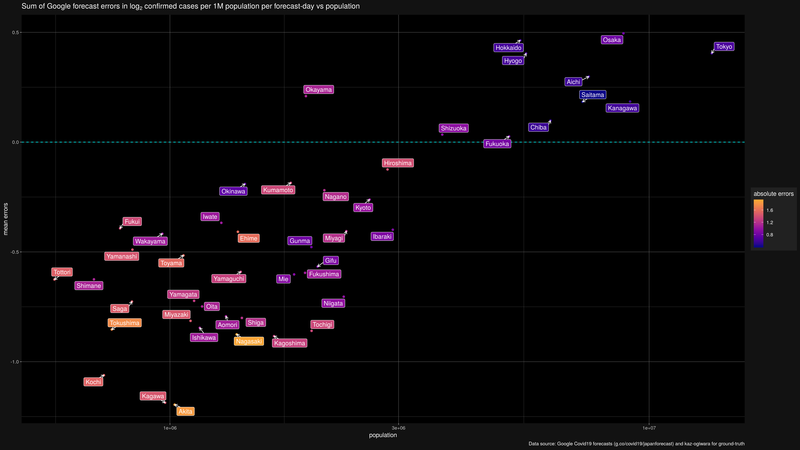 Sum of Google forecast errors in log2 confirmed cases per 1M population per forecast-day vs population
0.5
0.0
-0.5
-1.0
mean errors
Hokkaido
Osaka
Tokyo
Hyogo
Aichi
Okayama
Saitama
Kanagawa
Shizuoka
Chiba
Fukuoka
Hiroshima
Okinawa
Kumamoto
Nagano
Kyoto
Iwate
Fukui
Wakayama
Ehime
Gunma
Miyagi
Ibaraki
Yamanashi
Toyama
Gifu
Tottori
Fukushima
Shimane
Yamaguchi
Mie
Yamagata
Oita
Niigata
Saga
Miyazaki
Tokushima
Aomori
Shiga
Tochigi
Ishikawa
Nagasaki
Kagoshima
Kochi
Kagawa
Akita
1e+06
3e+06
1e+07
population
absolute errors
1.6
1.2
0.8
Data source: Google Covid19 forecasts (g.co/covid19/japanforecast) and kaz-ogiwara for ground-truth